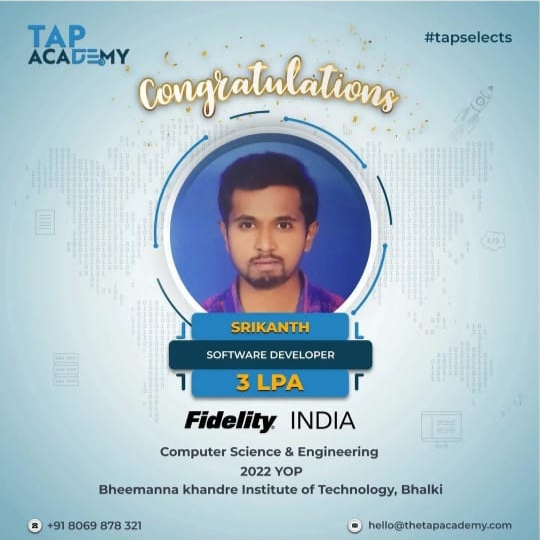 TAP
ACADEMY
#tapselects
Congratulations
SRIKANTH
SOFTWARE DEVELOPER
3 LPA
Fidelity INDIA
Computer Science & Engineering
2022 YOP
Bheemanna khandre Institute of Technology, Bhalki
+91 8069 878 321
hello@thetapacademy.com